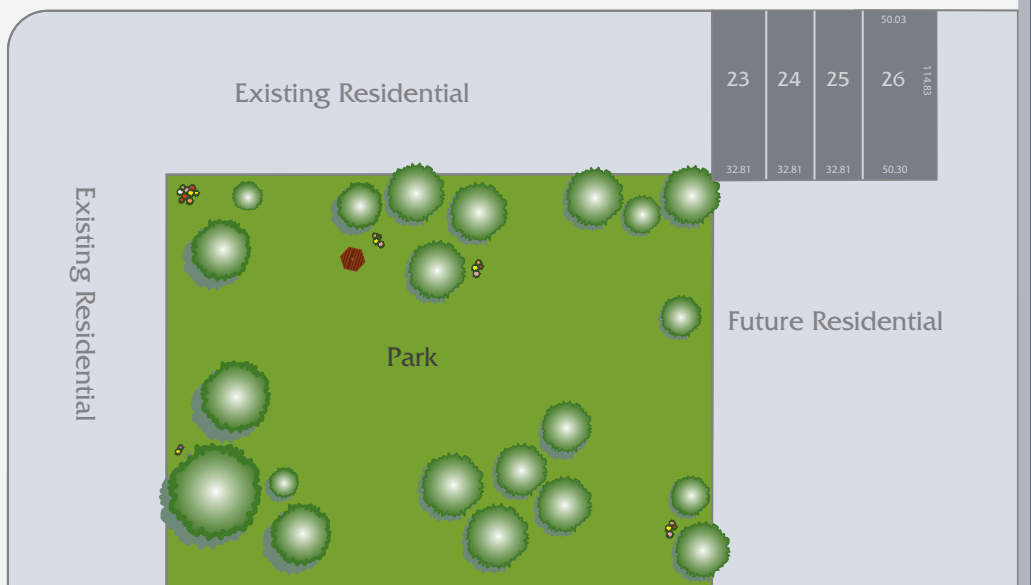 50.03
23
24
25
26
114.83
Existing Residential
32.81
32.81
32.81
50.30
Existing Residential
Future Residential
Park